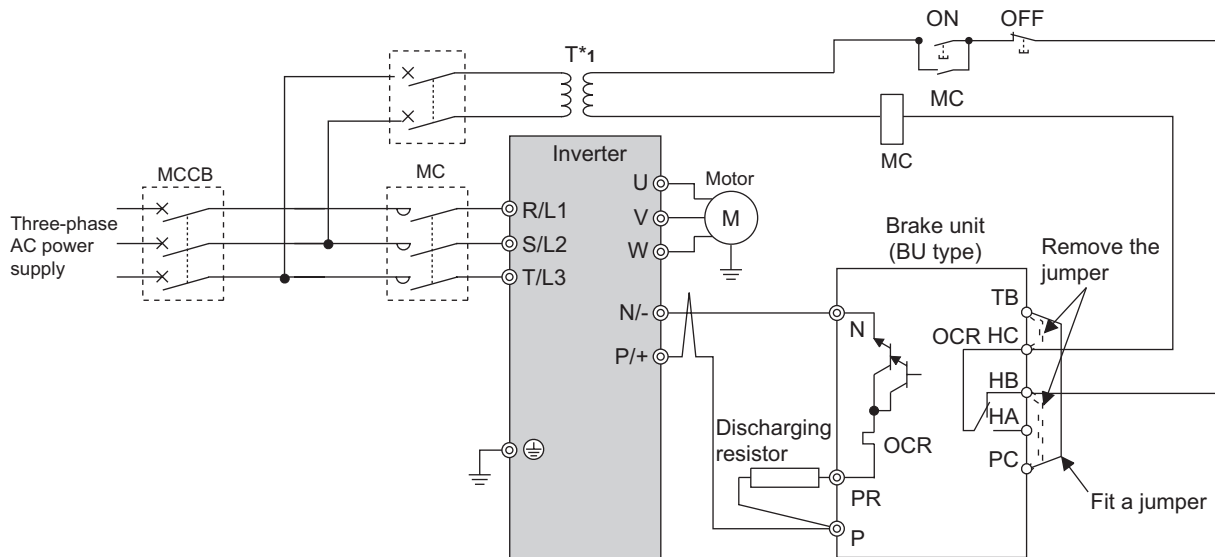 ON
OFF
T*1
MC
MC
Inverter
MCCB
MC
Three-phase
AC power
supply
R/L1
S/L2
T/L3
U
V
W
Motor
M
N/-
P/+
Brake unit
(BU type)
Remove the
jumper
N
TB
OCR
HC
HB
HA
PC
OCR
Discharging
resistor
PR
P
Fit a jumper